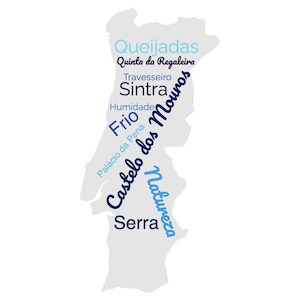 Queijadas
Quinta da Regaleira
Travesseiro
Sintra
Humidade
Frio
Palácio da Pena
Castelo dos Mouros
Natureza
Serra